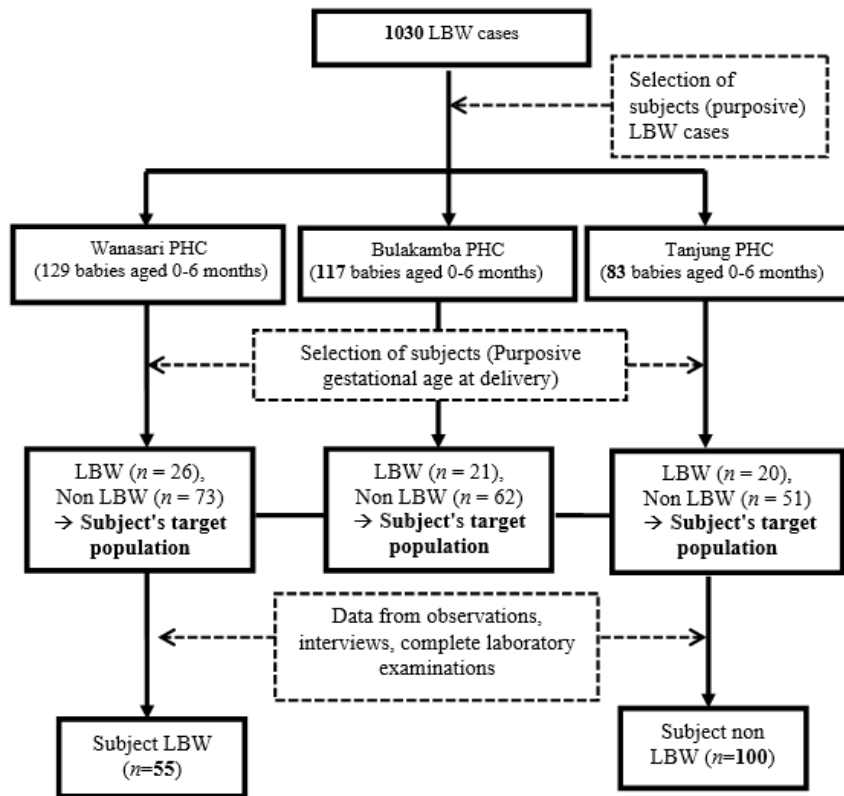 1030 LBW cases
Selection of
subjects (purposive)
LBW cases
Wanasari PHC
(129 babies aged 0-6 months)
Bulakamba PHC
(117 babies aged 0-6 months)
Tanjung PHC
(83 babies aged 0-6 months)
Selection of subjects (Purposive
gestational age at delivery)
LBW (n = 26),
Non LBW (n = 73)
→ Subject's target
population
LBW (n = 21),
Non LBW (n = 62)
→ Subject's target
population
LBW (n = 20),
Non LBW (n = 51)
→ Subject's target
population
Data from observations,
interviews, complete laboratory
examinations
Subject LBW
(n=55)
Subject non
LBW (n=100)